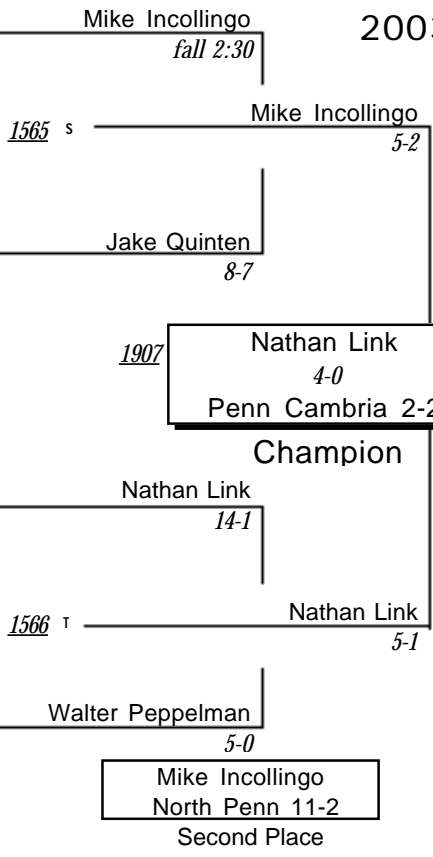 Mike Incollingo
2003
fall 2:30
Mike Incollingo
1565 S
5-2
Jake Quinten
8-7
1907
Nathan Link
4-0
Penn Cambria 2-2
Champion
Nathan Link
14-1
Nathan Link
1566 T
5-1
Walter Peppelman
5-0
Mike Incollingo
North Penn 11-2
Second Place